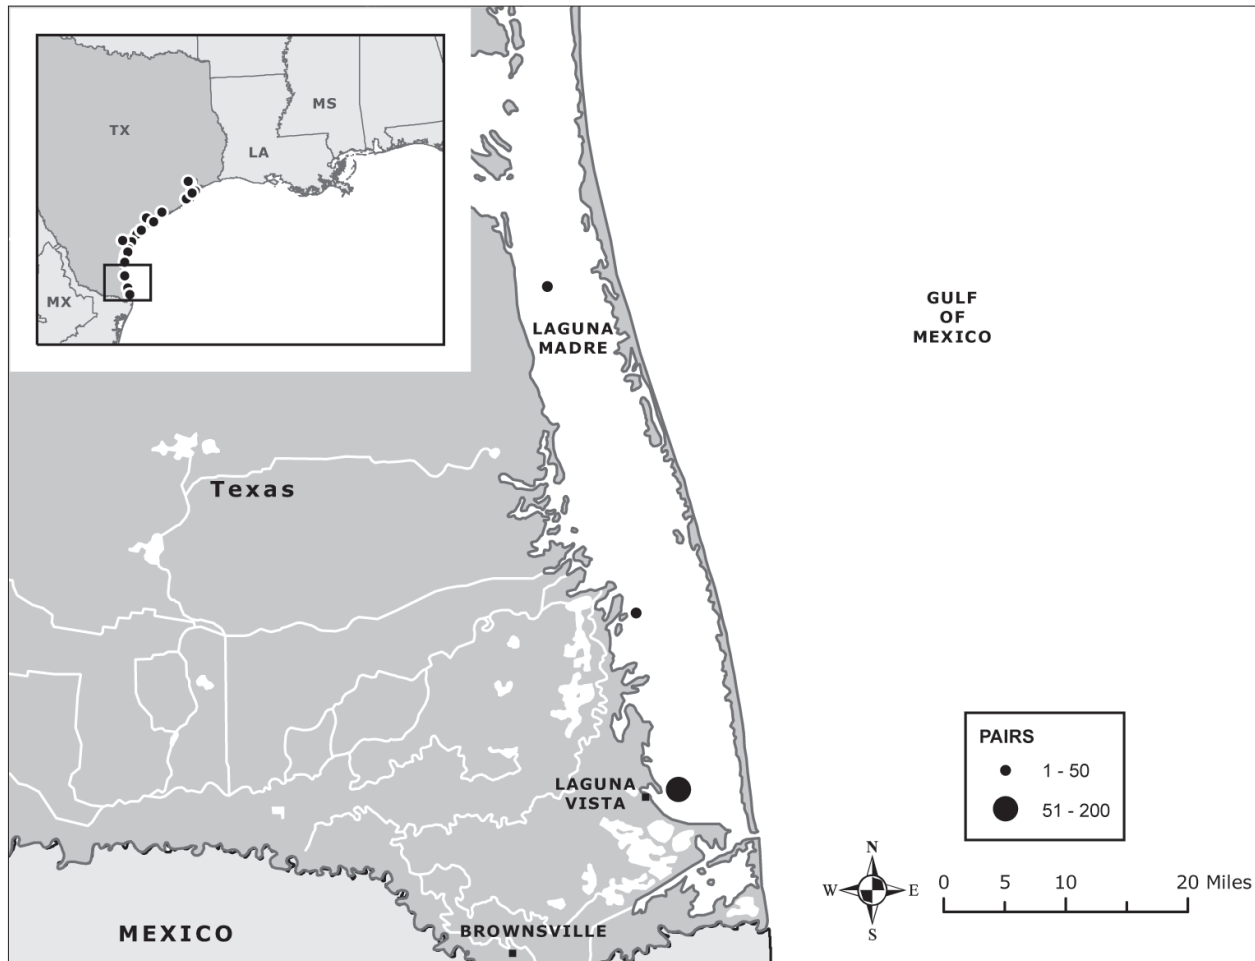 TX
MS
LA
MX
LAGUNA
MADRE
GULF
OF
MEXICO
Texas
LAGUNA
VISTA
PAIRS
1 - 50
51 - 200
N
W E
S
0 5 10 20 Miles
MEXICO
BROWNSVILLE